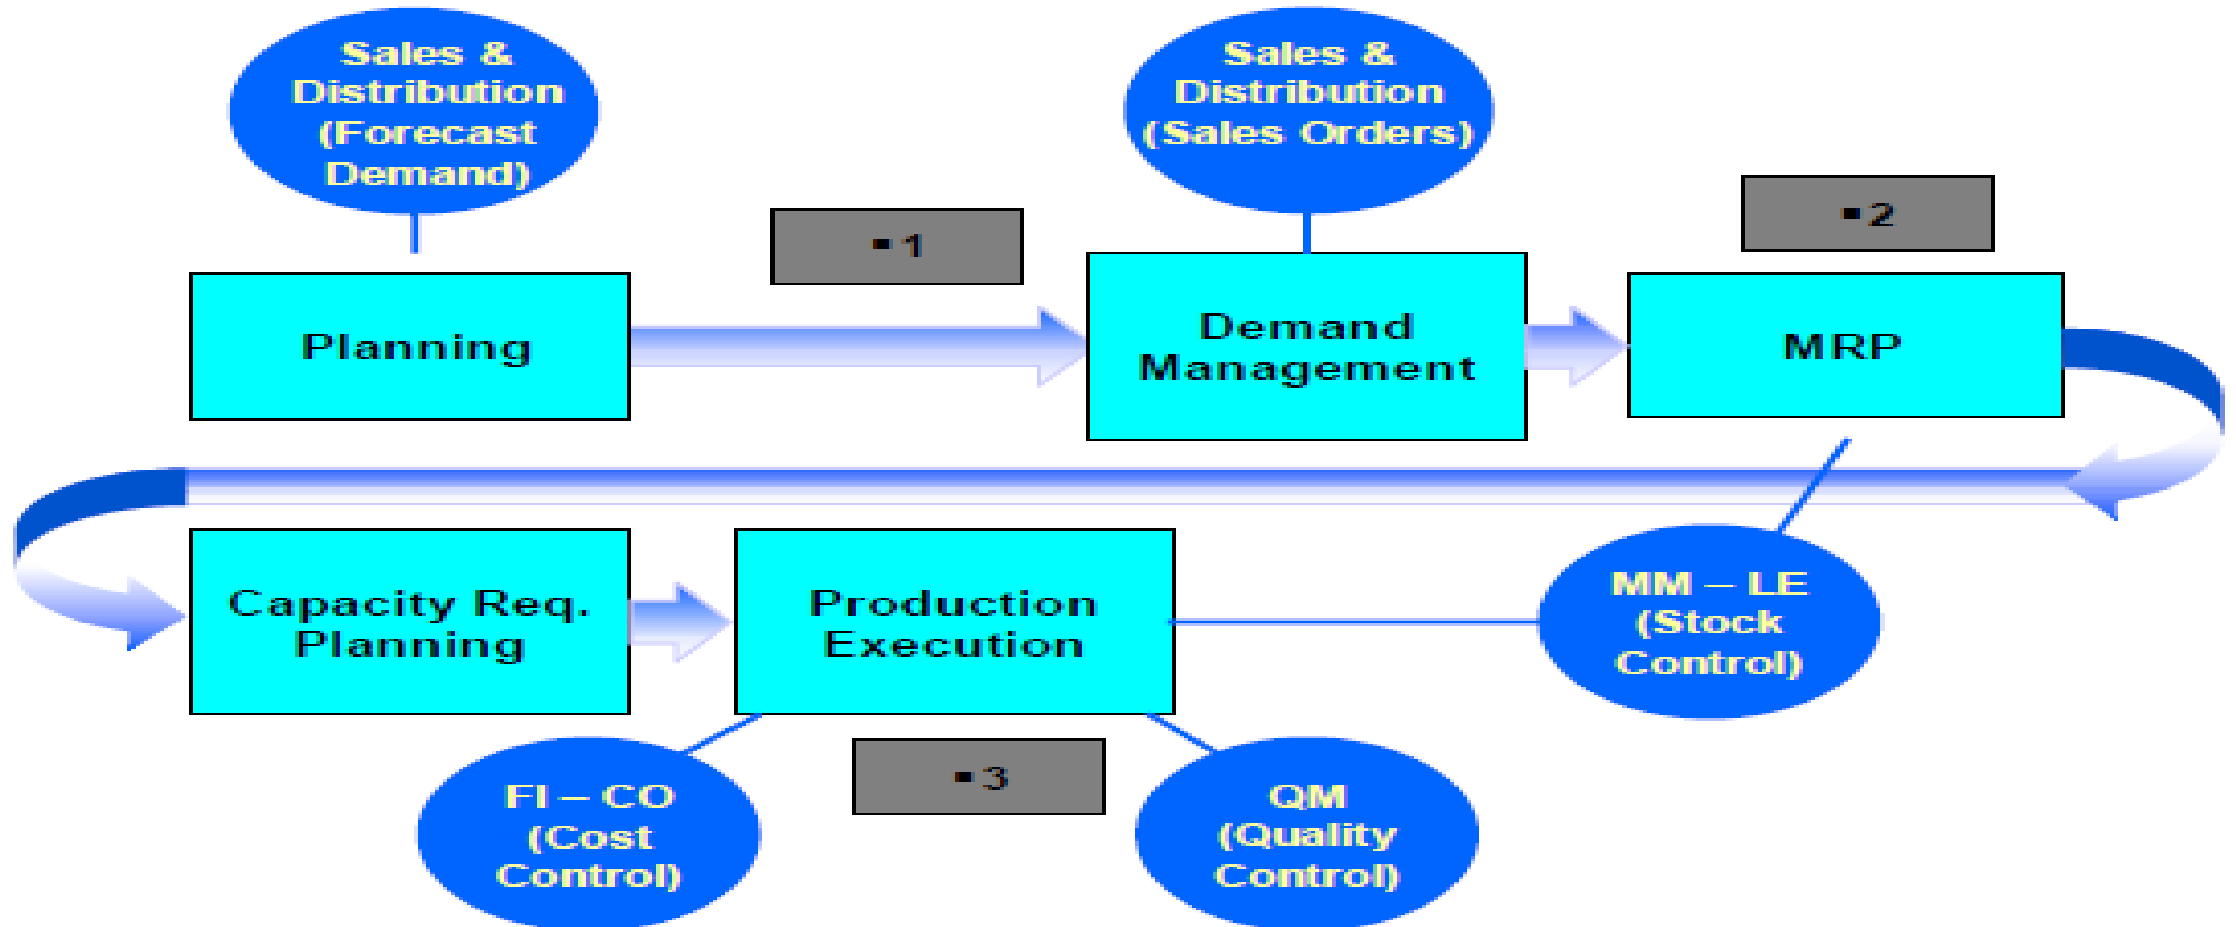 Sales &
Distribution
(Forecast
Demand)
Sales &
Distribution
(Sales Orders)
▪1
▪2
Planning
Demand
Management
MRP
Capacity Req.
Planning
Production
Execution
MM – LE
(Stock
Control)
▪3
FI – CO
(Cost
Control)
QM
(Quality
Control)